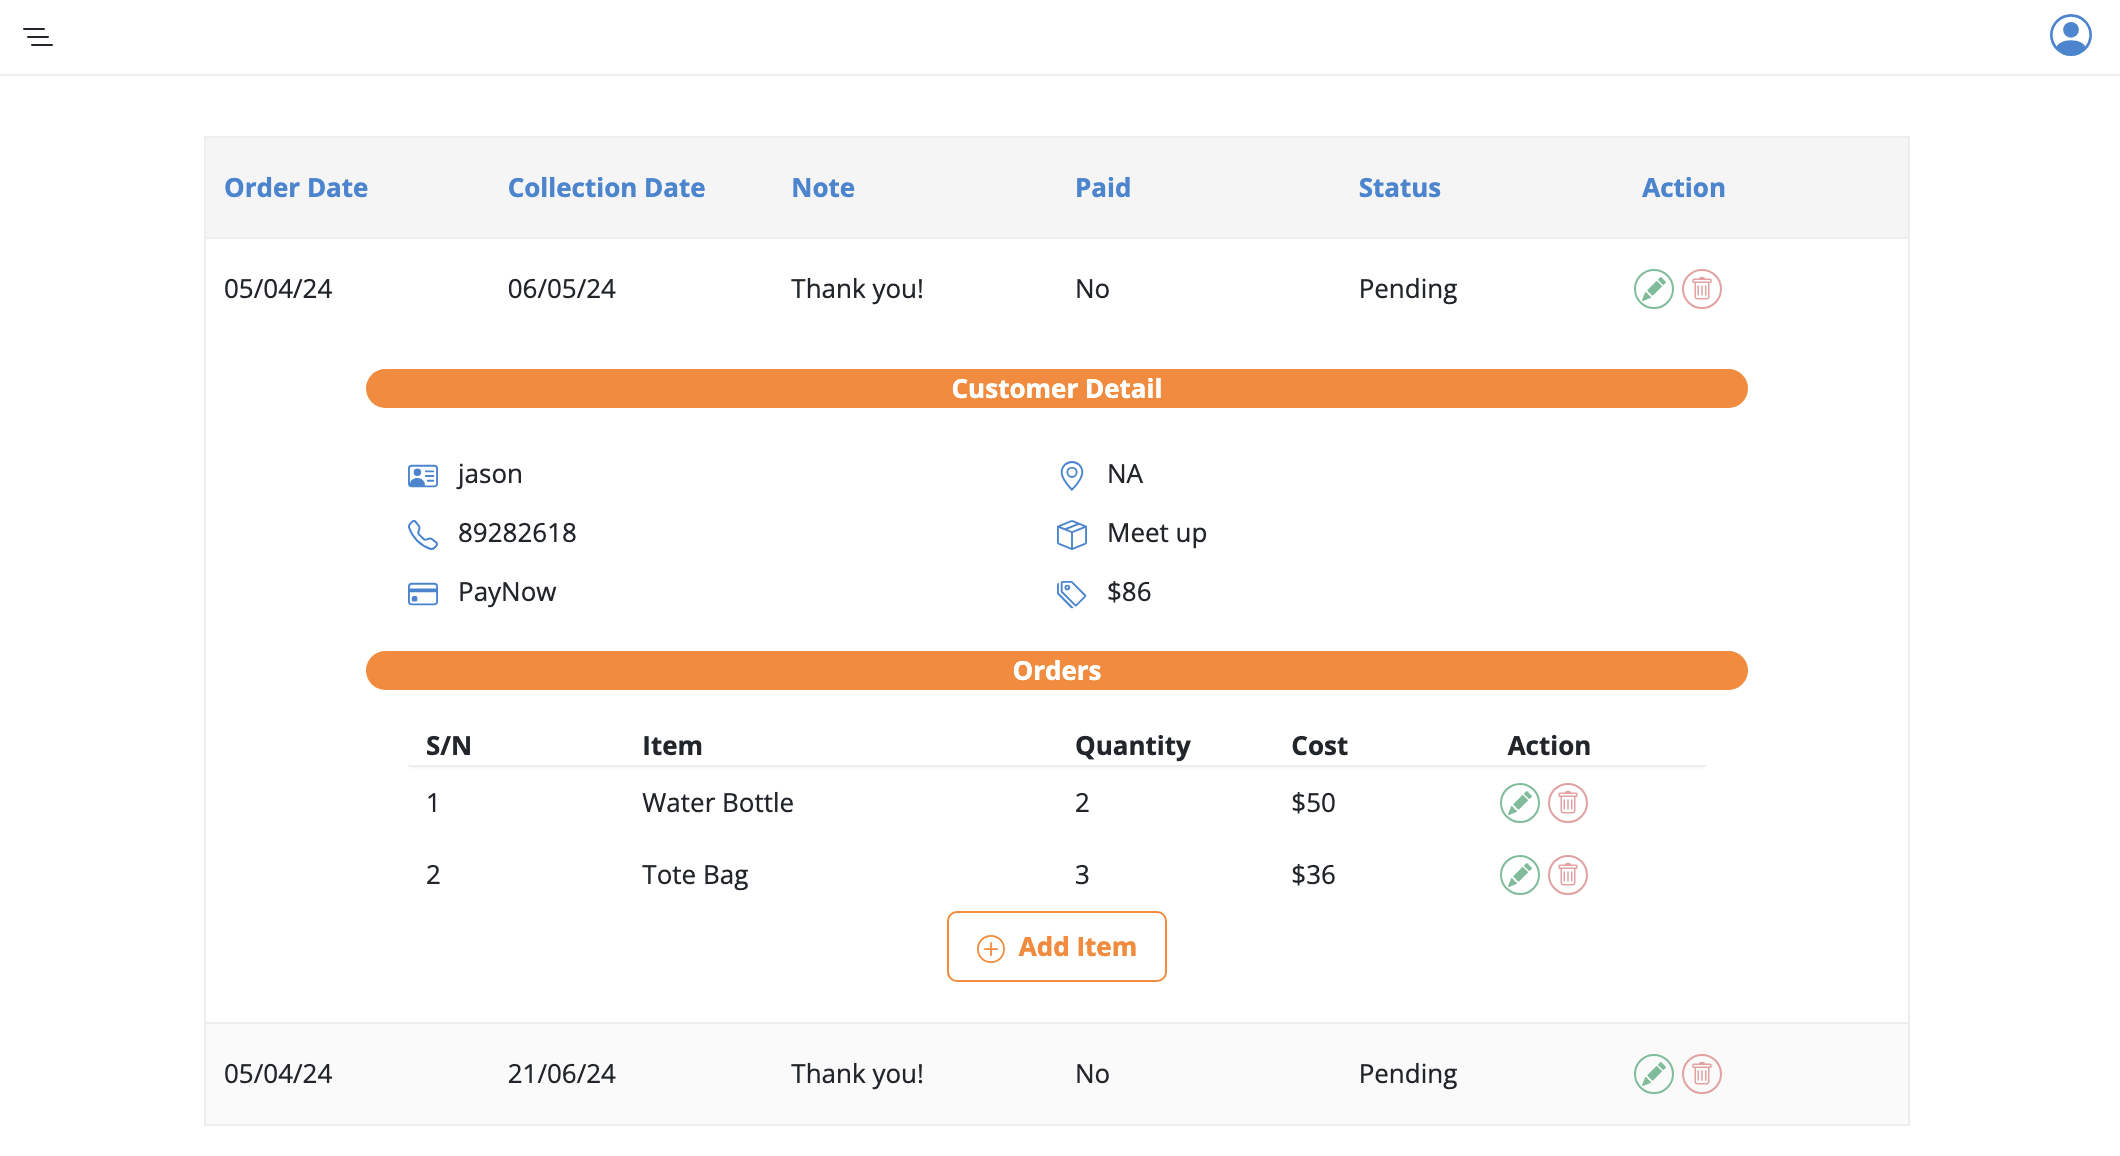 Order Date Collection Date Note Paid Status Action
05/04/24 06/05/24 Thank you! No Pending
Customer Detail
jason NA
89282618 Meet up
PayNow $86
Orders
S/N Item Quantity Cost Action
1 Water Bottle 2 $50
2 Tote Bag 3 $36
Add Item
05/04/24 21/06/24 Thank you! No Pending